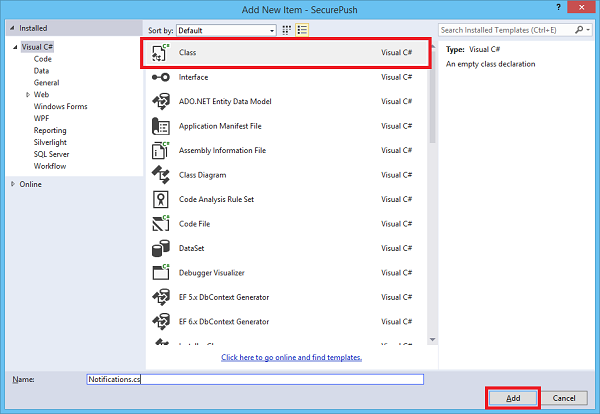 Add New Item - SecurePush
Installed
Sort by: Default
Search Installed Templates (Ctrl+E)
Visual C#
Code
Data
General
Web
Windows Forms
WPF
Reporting
Silverlight
SQL Server
Workflow
Online
Class Visual C#
Interface Visual C#
ADO.NET Entity Data Model Visual C#
Application Manifest File Visual C#
Assembly Information File Visual C#
Class Diagram Visual C#
Code Analysis Rule Set Visual C#
Code File Visual C#
DataSet Visual C#
Debugger Visualizer Visual C#
EF 5.x DbContext Generator Visual C#
EF 6.x DbContext Generator Visual C#
Type: Visual C#
An empty class declaration
Click here to go online and find templates.
Name: Notifications.cs
Add Cancel